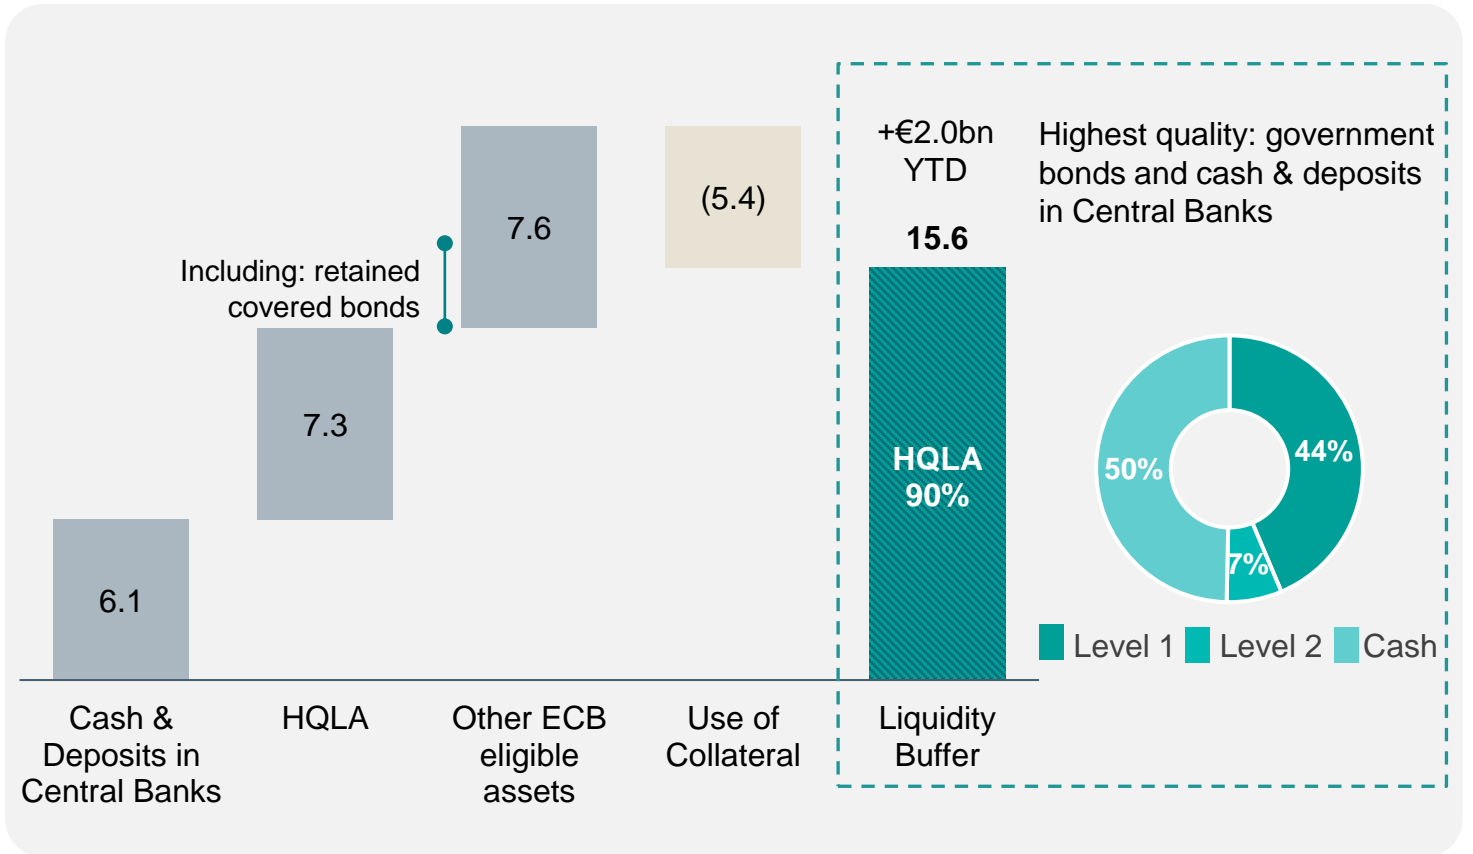 +€2.0bn
YTD
15.6
Highest quality: government
bonds and cash & deposits
in Central Banks
7.6
(5.4)
Including: retained
covered bonds
7.3
6.1
HQLA
90%
50%
44%
7%
Level 1
Level 2
Cash
Cash &
Deposits in
Central Banks
HQLA
Other ECB
eligible
assets
Use of
Collateral
Liquidity
Buffer